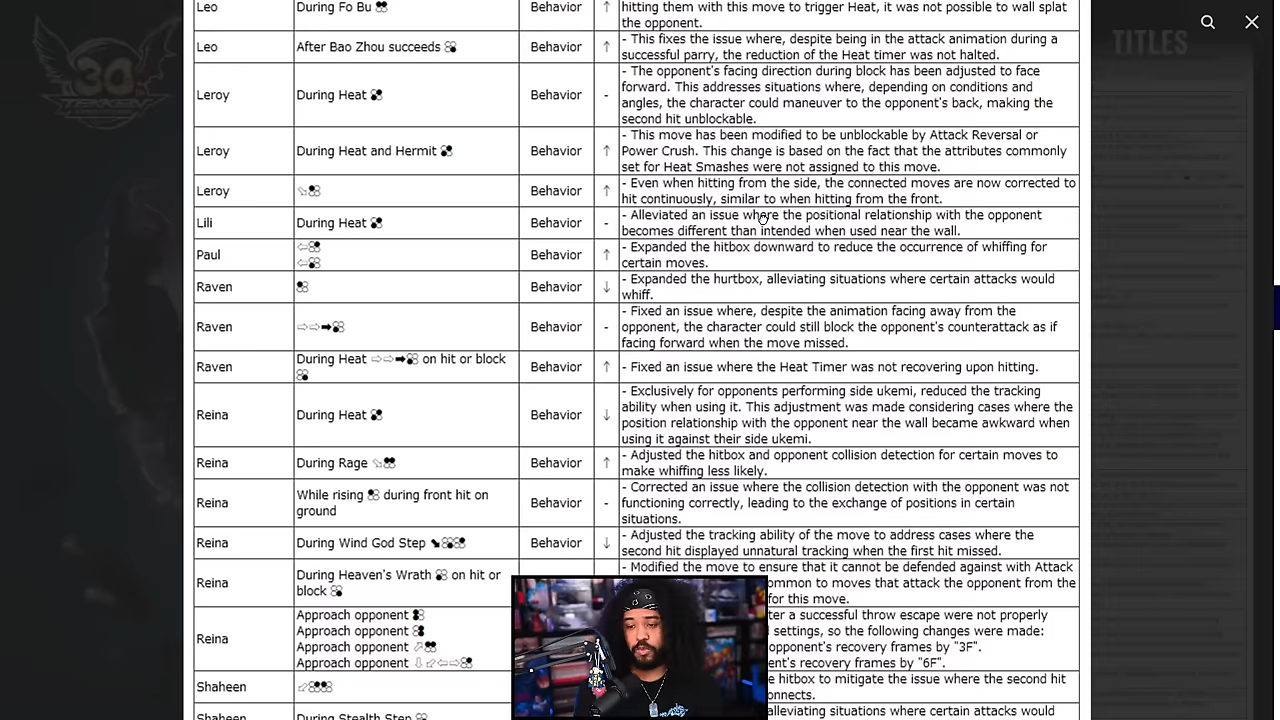 TITLES
30
TEKKEN
Leo During Fo Bu Behavior ↑ hitting them with this move to trigger Heat, it was not possible to wall splat
the opponent.
Leo After Bao Zhou succeeds Behavior ↑ - This fixes the issue where, despite being in the attack animation during a
successful parry, the reduction of the Heat timer was not halted.
Leroy During Heat Behavior - - The opponent's facing direction during block has been adjusted to face
forward. This addresses situations where, depending on conditions and
angles, the character could maneuver to the opponent's back, making the
second hit unblockable.
Leroy During Heat and Hermit Behavior ↑ - This move has been modified to be unblockable by Attack Reversal or
Power Crush. This change is based on the fact that the attributes commonly
set for Heat Smashes were not assigned to this move.
Leroy Behavior ↑ - Even when hitting from the side, the connected moves are now corrected to
hit continuously, similar to when hitting from the front.
Lili During Heat Behavior - - Alleviated an issue where the positional relationship with the opponent
becomes different than intended when used near the wall.
Paul Behavior ↑ - Expanded the hitbox downward to reduce the occurrence of whiffing for
certain moves.
Raven Behavior ↓ - Expanded the hurtbox, alleviating situations where certain attacks would
whiff.
Raven Behavior - - Fixed an issue where, despite the animation facing away from the
opponent, the character could still block the opponent's counterattack as if
facing forward when the move missed.
Raven During Heat ⇨⇨➡ on hit or block Behavior ↑ - Fixed an issue where the Heat Timer was not recovering upon hitting.
Reina During Heat Behavior ↓ - Exclusively for opponents performing side ukemi, reduced the tracking
ability when using it. This adjustment was made considering cases where the
position relationship with the opponent near the wall became awkward when
using it against their side ukemi.
Reina During Rage Behavior ↑ - Adjusted the hitbox and opponent collision detection for certain moves to
make whiffing less likely.
Reina While rising during front hit on
ground Behavior - - Corrected an issue where the collision detection with the opponent was not
functioning correctly, leading to the exchange of positions in certain
situations.
Reina During Wind God Step Behavior ↓ - Adjusted the tracking ability of the move to address cases where the
second hit displayed unnatural tracking when the first hit missed.
Reina During Heaven's Wrath on hit or
block - Modified the move to ensure that it cannot be defended against with Attack
ommon to moves that attack the opponent from the
for this move.
Reina Approach opponent
Approach opponent
Approach opponent
Approach opponent
ter a successful throw escape were not properly
settings, so the following changes were made:
opponent's recovery frames by "3F".
ent's recovery frames by "6F".
Shaheen
e hitbox to mitigate the issue where the second hit
onnects.
Shaheen During Stealth Step alleviating situations where certain attacks would